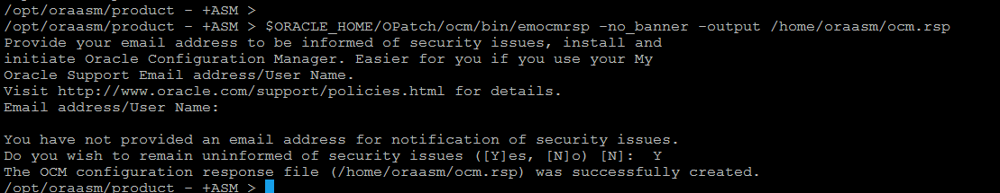 /opt/oraasm/product - +ASM >
/opt/oraasm/product - +ASM > $ORACLE_HOME/OPatch/ocm/bin/emocmrsp -no_banner -output /home/oraasm/ocm.rsp
Provide your email address to be informed of security issues, install and
initiate Oracle Configuration Manager. Easier for you if you use your My
Oracle Support Email address/User Name.
Visit http://www.oracle.com/support/policies.html for details.
Email address/User Name:

You have not provided an email address for notification of security issues.
Do you wish to remain uninformed of security issues ([Y]es, [N]o) [N]:  Y
The OCM configuration response file (/home/oraasm/ocm.rsp) was successfully created.
/opt/oraasm/product - +ASM >